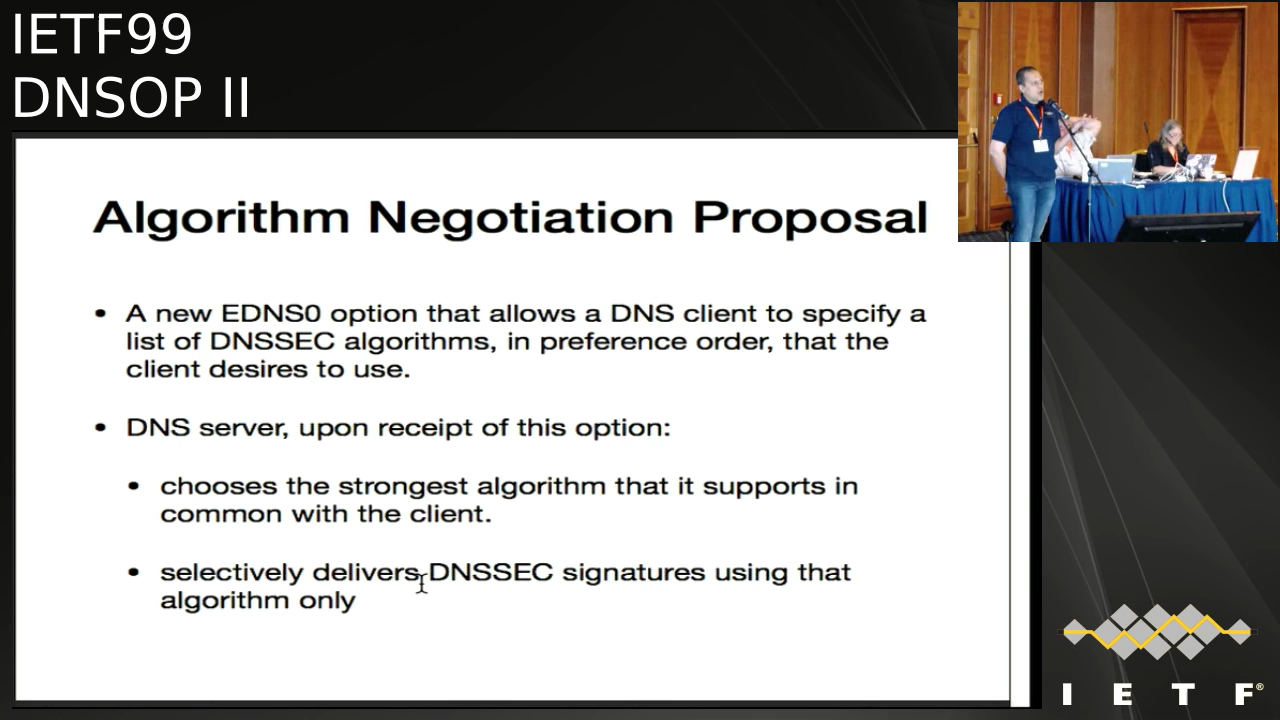 IETF99
DNSOP II
Algorithm Negotiation Proposal
• A new EDNS0 option that allows a DNS client to specify a
list of DNSSEC algorithms, in preference order, that the
client desires to use.
• DNS server, upon receipt of this option:
• chooses the strongest algorithm that it supports in
common with the client.
• selectively delivers DNSSEC signatures using that
algorithm only
I E T F®